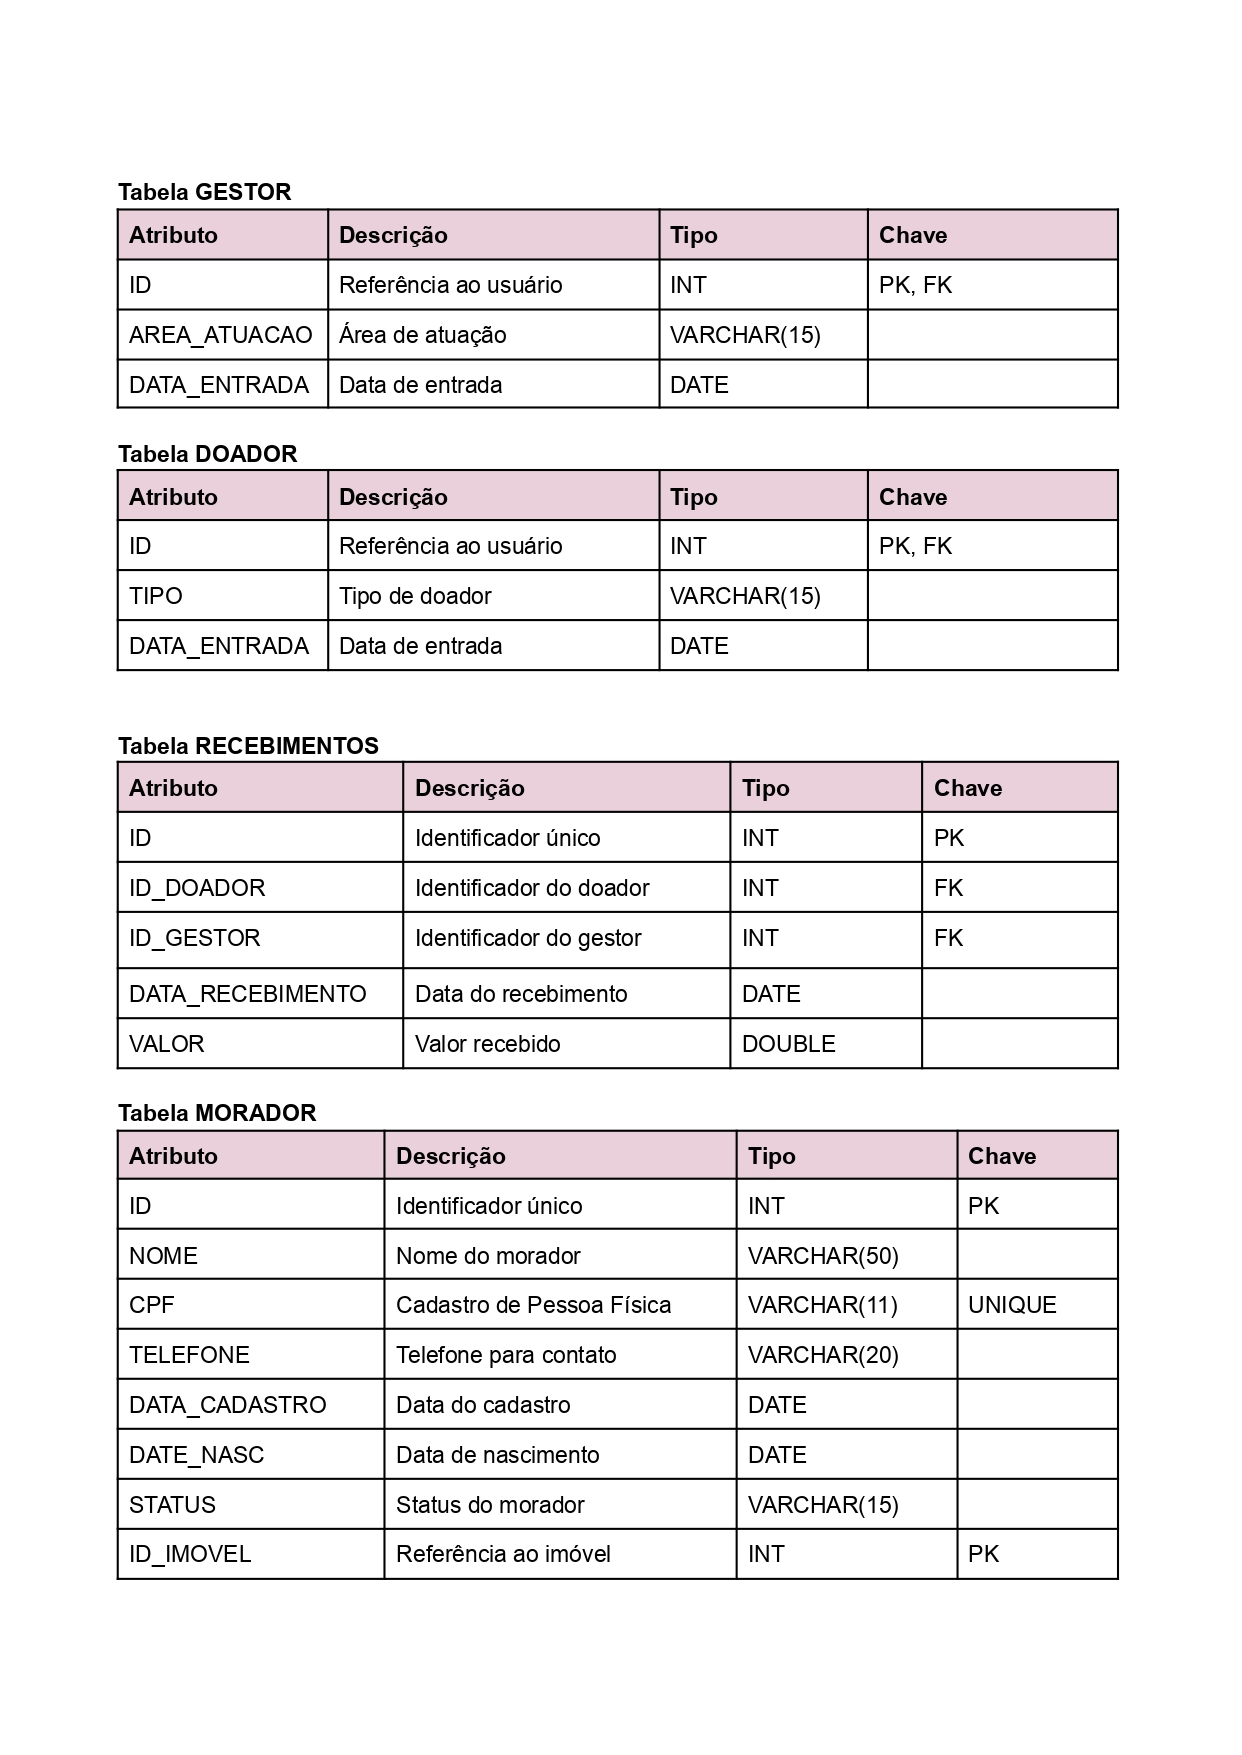 Tabela GESTOR
Atributo Descrição Tipo Chave
ID Referência ao usuário INT PK, FK
AREA_ATUACAO Área de atuação VARCHAR(15)
DATA_ENTRADA Data de entrada DATE
Tabela DOADOR
Atributo Descrição Tipo Chave
ID Referência ao usuário INT PK, FK
TIPO Tipo de doador VARCHAR(15)
DATA_ENTRADA Data de entrada DATE
Tabela RECEBIMENTOS
Atributo Descrição Tipo Chave
ID Identificador único INT PK
ID_DOADOR Identificador do doador INT FK
ID_GESTOR Identificador do gestor INT FK
DATA_RECEBIMENTO Data do recebimento DATE
VALOR Valor recebido DOUBLE
Tabela MORADOR
Atributo Descrição Tipo Chave
ID Identificador único INT PK
NOME Nome do morador VARCHAR(50)
CPF Cadastro de Pessoa Física VARCHAR(11) UNIQUE
TELEFONE Telefone para contato VARCHAR(20)
DATA_CADASTRO Data do cadastro DATE
DATE_NASC Data de nascimento DATE
STATUS Status do morador VARCHAR(15)
ID_IMOVEL Referência ao imóvel INT PK